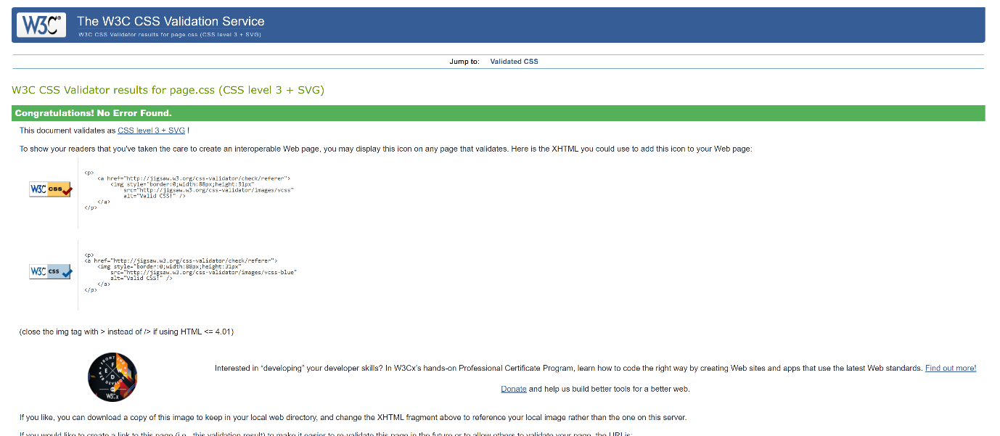 W3C®
The W3C CSS Validation Service
W3C CSS Validator results for page.css (CSS level 3 + SVG)
Jump to: Validated CSS
W3C CSS Validator results for page.css (CSS level 3 + SVG)
Congratulations! No Error Found.
This document validates as CSS level 3 + SVG !
To show your readers that you've taken the care to create an interoperable Web page, you may display this icon on any page that validates. Here is the XHTML you could use to add this icon to your Web page:
W3C css
<p>
<a href="http://jigsaw.w3.org/css-validator/check/referer">
<img style="border:0;width:88px;height:31px"
src="http://jigsaw.w3.org/css-validator/images/vcss"
alt="Valid CSS!" />
</a>
</p>
W3C css
<p>
<a href="http://jigsaw.w3.org/css-validator/check/referer">
<img style="border:0;width:88px;height:31px"
src="http://jigsaw.w3.org/css-validator/images/vcss-blue"
alt="Valid CSS!" />
</a>
</p>
(close the img tag with > instead of /> if using HTML <= 4.01)
FRONT END
F E W D
WEB DEVELO
W3Cx
Interested in “developing” your developer skills? In W3Cx’s hands-on Professional Certificate Program, learn how to code the right way by creating Web sites and apps that use the latest Web standards. Find out more!
Donate and help us build better tools for a better web.
If you like, you can download a copy of this image to keep in your local web directory, and change the XHTML fragment above to reference your local image rather than the one on this server.
If you would like to create a link to this page (i.e., this validation result) to make it easier to re-validate this page in the future or to allow others to validate your page, the URI is: